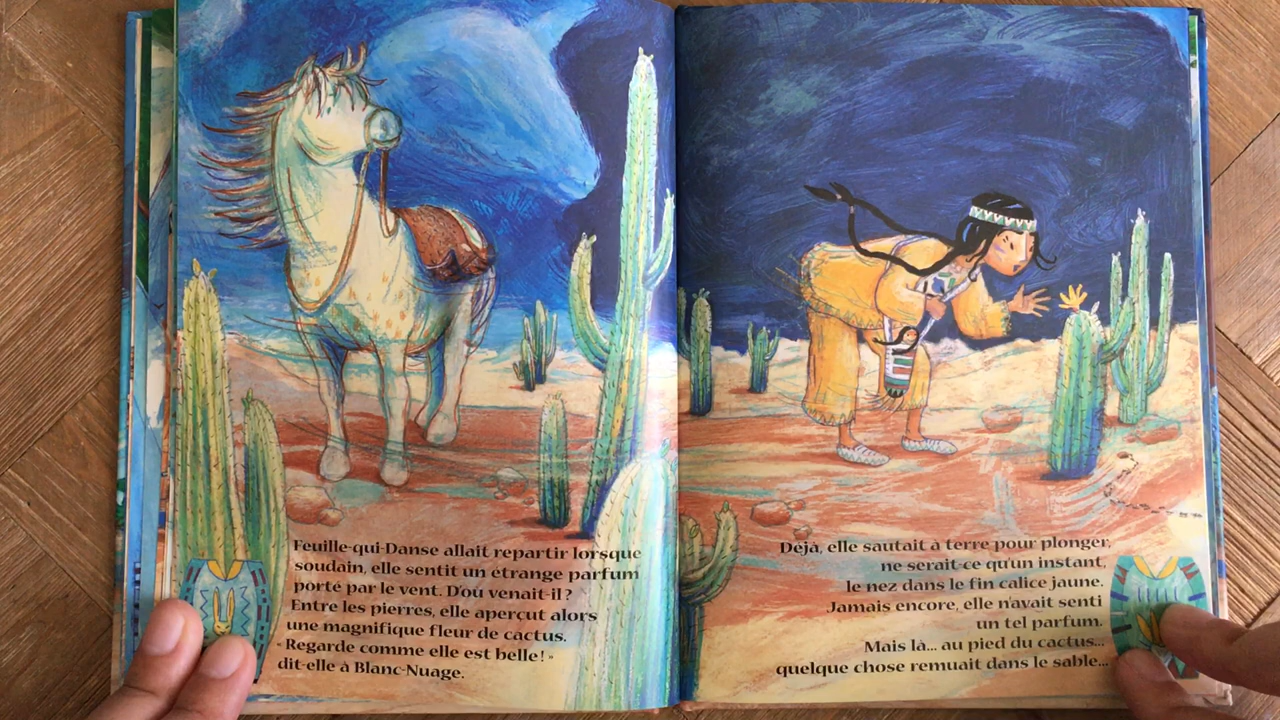 Feuille-qui-Danse allait repartir lorsque
soudain, elle sentit un étrange parfum
porté par le vent. D'où venait-il ?
Entre les pierres, elle aperçut alors
une magnifique fleur de cactus.
« Regarde comme elle est belle ! »
dit-elle à Blanc-Nuage.
Déjà, elle sautait à terre pour plonger,
ne serait-ce qu'un instant,
le nez dans le fin calice jaune.
Jamais encore, elle n'avait senti
un tel parfum.
Mais là... au pied du cactus...
quelque chose remuait dans le sable...